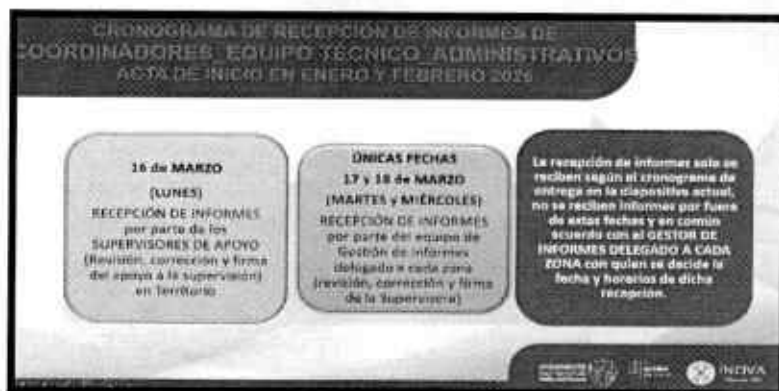 CRONOGRAMA DE RECEPCIÓN DE INFORMES DE
COORDINADORES_EQUIPO TÉCNICO_ADMINISTRATIVOS
ACTA DE INICIO EN ENERO Y FEBRERO 2026
16 de MARZO
(LUNES)
RECEPCIÓN DE INFORMES
por parte de los
SUPERVISORES DE APOYO
(Revisión, corrección y firma
del apoyo a la supervisión)
en Territorio
ÚNICAS FECHAS
17 y 18 de MARZO
(MARTES y MIÉRCOLES)
RECEPCIÓN DE INFORMES
por parte del equipo de
Gestión de informes
delegado a cada zona
(revisión, corrección y firma
de la Supervisora)
La recepción de informes solo se
reciben según el cronograma de
entrega en la diapositiva actual,
no se reciben informes por fuera
de estas fechas y en común
acuerdo con el GESTOR DE
INFORMES DELEGADO A CADA
ZONA con quien se decide la
fecha y horarios de dicha
recepción.
INOVA